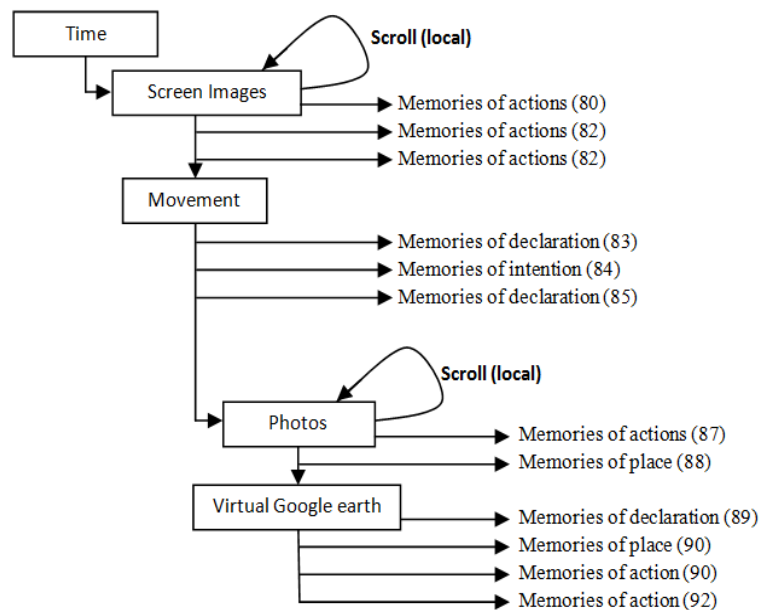 Time
Scroll (local)
Screen Images
Memories of actions (80)
Memories of actions (82)
Memories of actions (82)
Movement
Memories of declaration (83)
Memories of intention (84)
Memories of declaration (85)
Scroll (local)
Photos
Memories of actions (87)
Memories of place (88)
Virtual Google earth
Memories of declaration (89)
Memories of place (90)
Memories of action (90)
Memories of action (92)